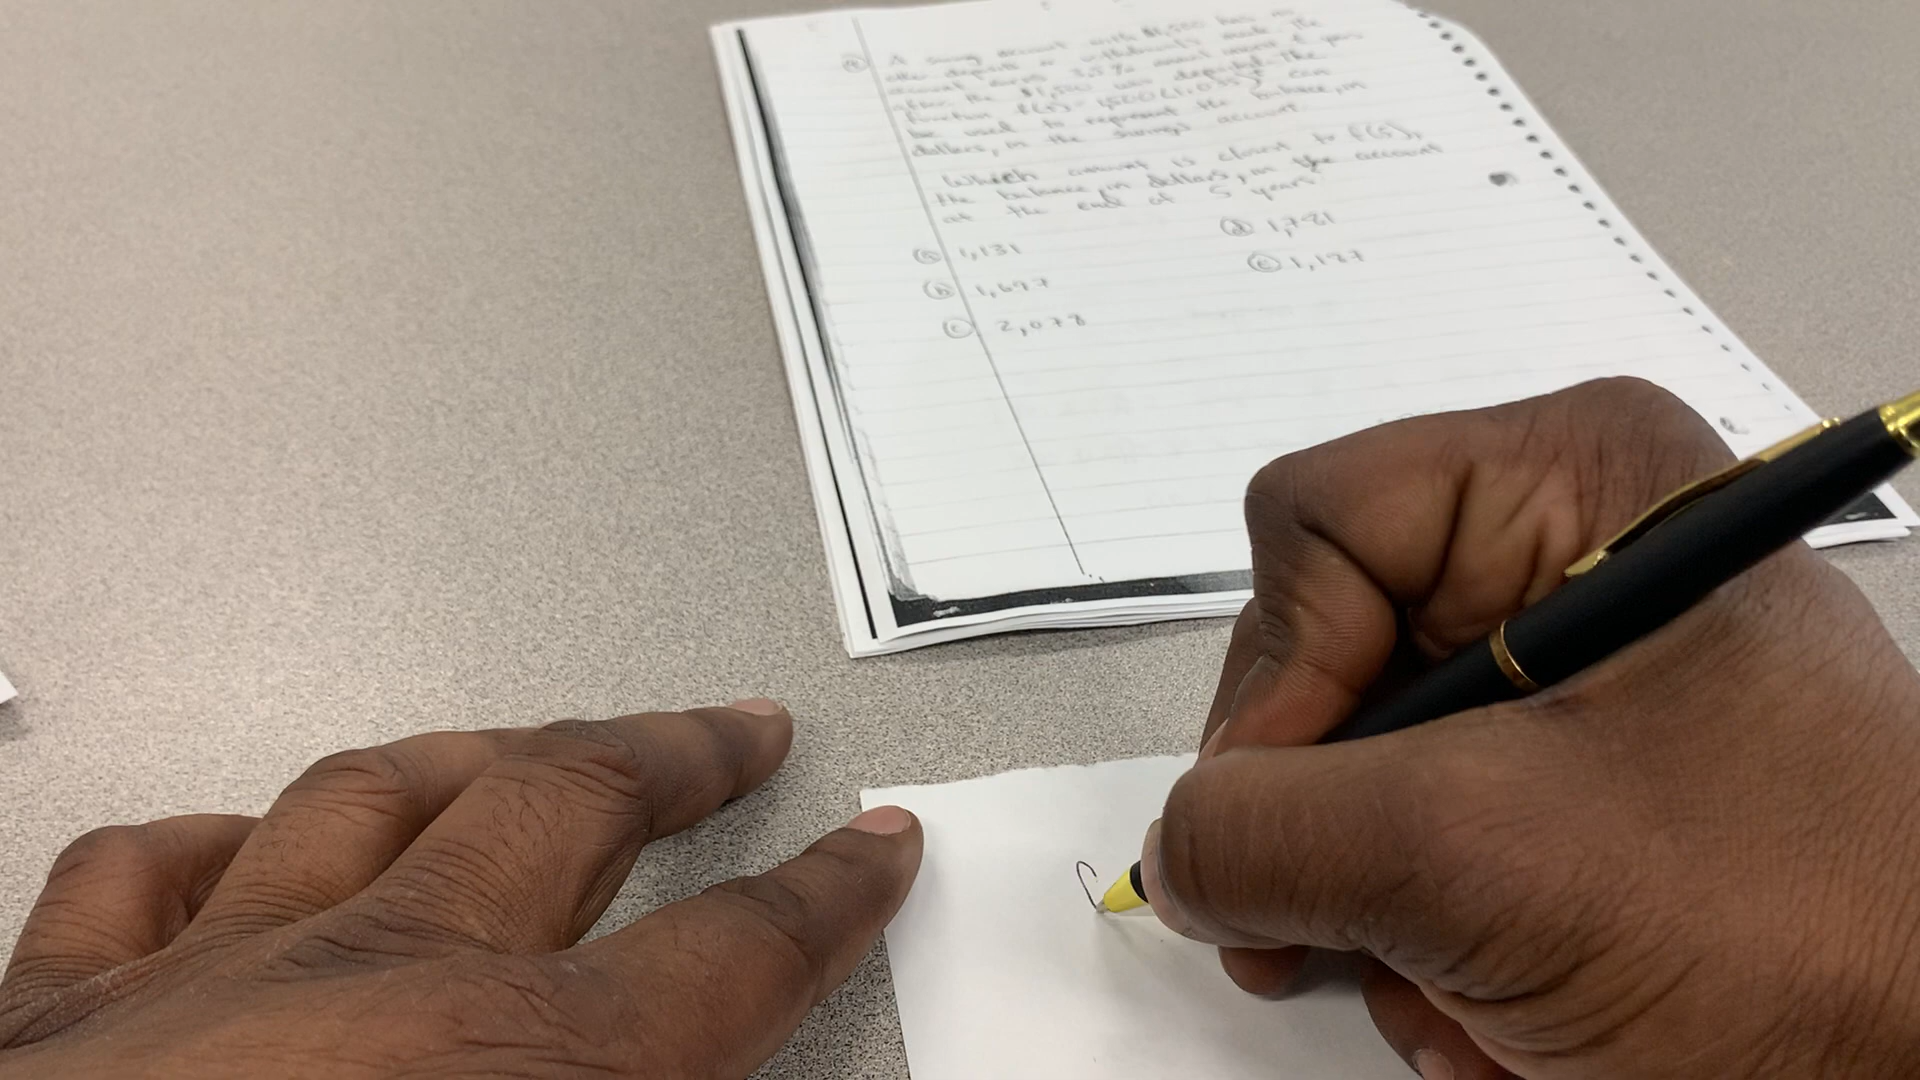 A saving account with $1,500 has no
other deposits or withdrawals made. The
account earns 3.5% annual interest
after the $1,500 was deposited. The
function f(x) = 1500(1.035)ˣ can
be used to represent the balance, in
dollars, in the savings account.
Which amount is closest to f(5),
the balance, in dollars, in the account
at the end of 5 years
ⓐ 1,131
ⓓ 1,781
ⓑ 1,697
ⓔ 1,187
ⓒ 2,078